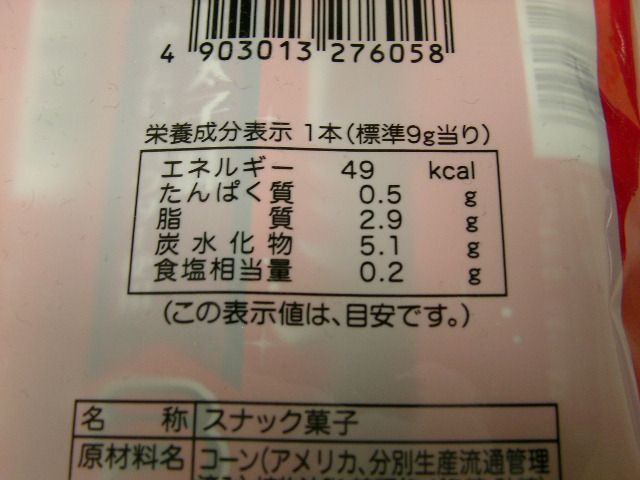 4 903013 276058
栄養成分表示 1本(標準9g当り)
エネルギー 49 kcal
たんぱく質 0.5 g
脂質 2.9 g
炭水化物 5.1 g
食塩相当量 0.2 g
(この表示値は、目安です。)
名称 スナック菓子
原材料名 コーン(アメリカ、分別生産流通管理